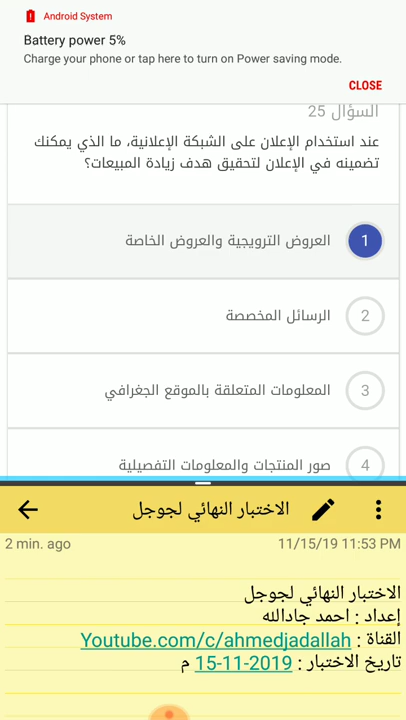 Android System
Battery power 5%
Charge your phone or tap here to turn on Power saving mode.
CLOSE
السؤال 25
عند استخدام الإعلان على الشبكة الإعلانية، ما الذي يمكنك
تضمينه في الإعلان لتحقيق هدف زيادة المبيعات؟
1 العروض الترويجية والعروض الخاصة
2 الرسائل المخصصة
3 المعلومات المتعلقة بالموقع الجغرافي
4 صور المنتجات والمعلومات التفصيلية
الاختبار النهائي لجوجل
2 min. ago 11/15/19 11:53 PM
الاختبار النهائي لجوجل
إعداد : احمد جادالله
القناة : Youtube.com/c/ahmedjadallah
تاريخ الاختبار : 15-11-2019 م